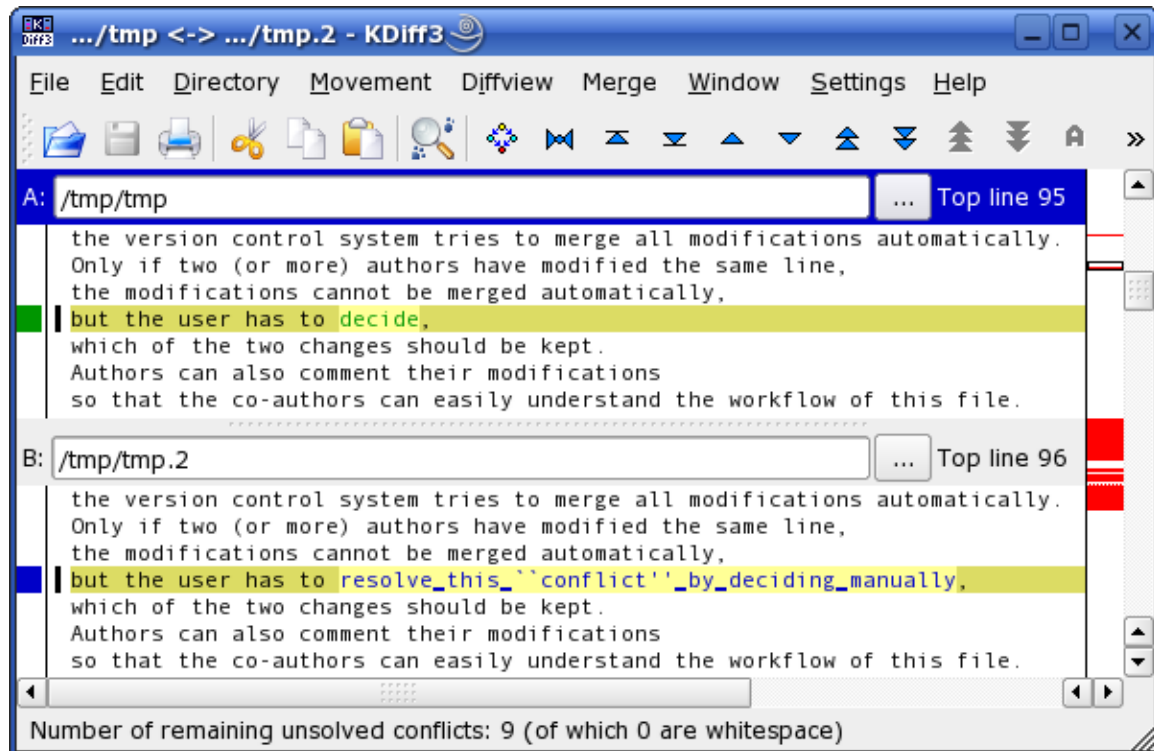 KDiff3
.../tmp <-> .../tmp.2 - KDiff3
File Edit Directory Movement Diffview Merge Window Settings Help
A »
A: /tmp/tmp ... Top line 95
the version control system tries to merge all modifications automatically.
Only if two (or more) authors have modified the same line,
the modifications cannot be merged automatically,
but the user has to decide,
which of the two changes should be kept.
Authors can also comment their modifications
so that the co-authors can easily understand the workflow of this file.
B: /tmp/tmp.2 ... Top line 96
the version control system tries to merge all modifications automatically.
Only if two (or more) authors have modified the same line,
the modifications cannot be merged automatically,
but the user has to resolve_this_``conflict''_by_deciding_manually,
which of the two changes should be kept.
Authors can also comment their modifications
so that the co-authors can easily understand the workflow of this file.
Number of remaining unsolved conflicts: 9 (of which 0 are whitespace)